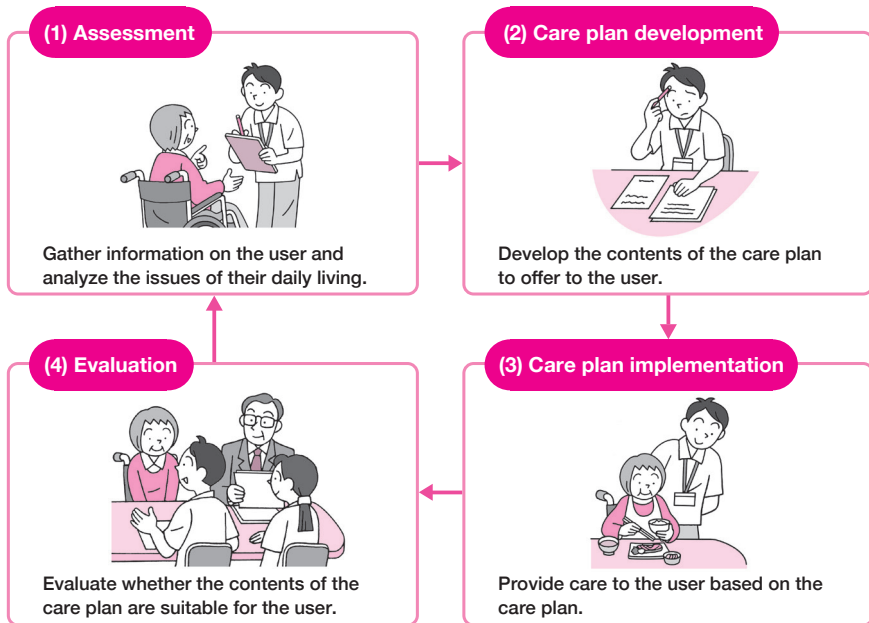 (1) Assessment
Gather information on the user and
analyze the issues of their daily living.
(2) Care plan development
Develop the contents of the care plan
to offer to the user.
(3) Care plan implementation
Provide care to the user based on the
care plan.
(4) Evaluation
Evaluate whether the contents of the
care plan are suitable for the user.